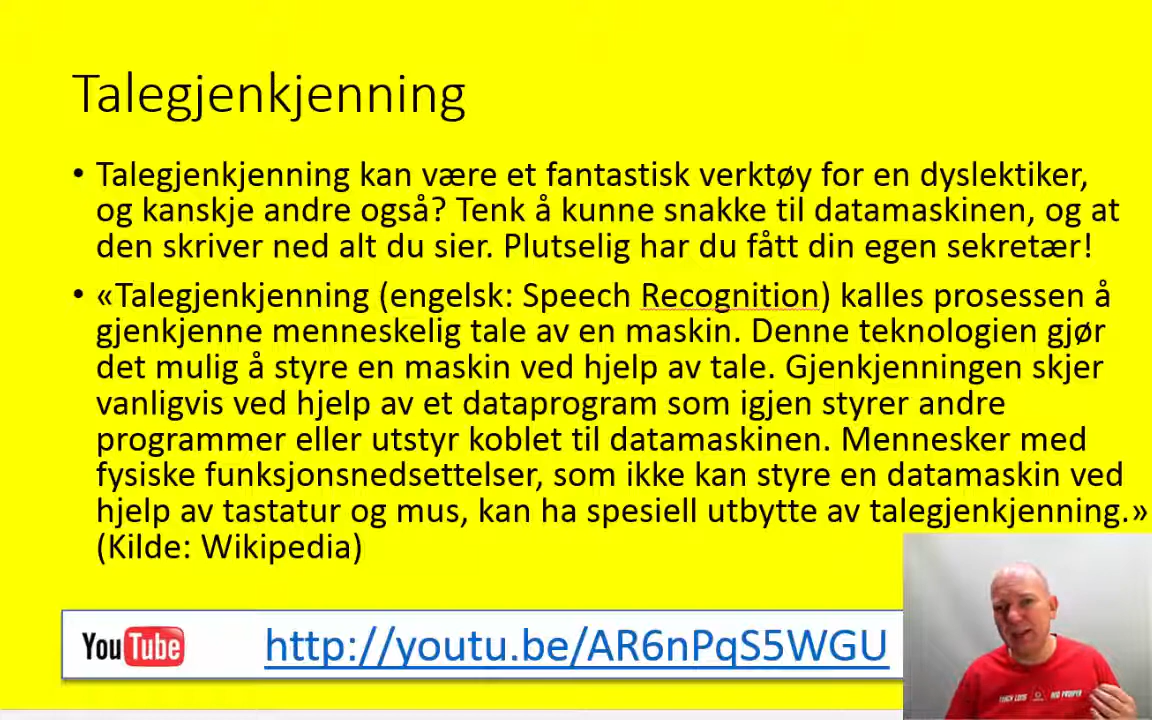 Talegjenkjenning
• Talegjenkjenning kan være et fantastisk verktøy for en dyslektiker,
og kanskje andre også? Tenk å kunne snakke til datamaskinen, og at
den skriver ned alt du sier. Plutselig har du fått din egen sekretær!
• «Talegjenkjenning (engelsk: Speech Recognition) kalles prosessen å
gjenkjenne menneskelig tale av en maskin. Denne teknologien gjør
det mulig å styre en maskin ved hjelp av tale. Gjenkjenningen skjer
vanligvis ved hjelp av et dataprogram som igjen styrer andre
programmer eller utstyr koblet til datamaskinen. Mennesker med
fysiske funksjonsnedsettelser, som ikke kan styre en datamaskin ved
hjelp av tastatur og mus, kan ha spesiell utbytte av talegjenkjenning.»
(Kilde: Wikipedia)
YouTube http://youtu.be/AR6nPqS5WGU